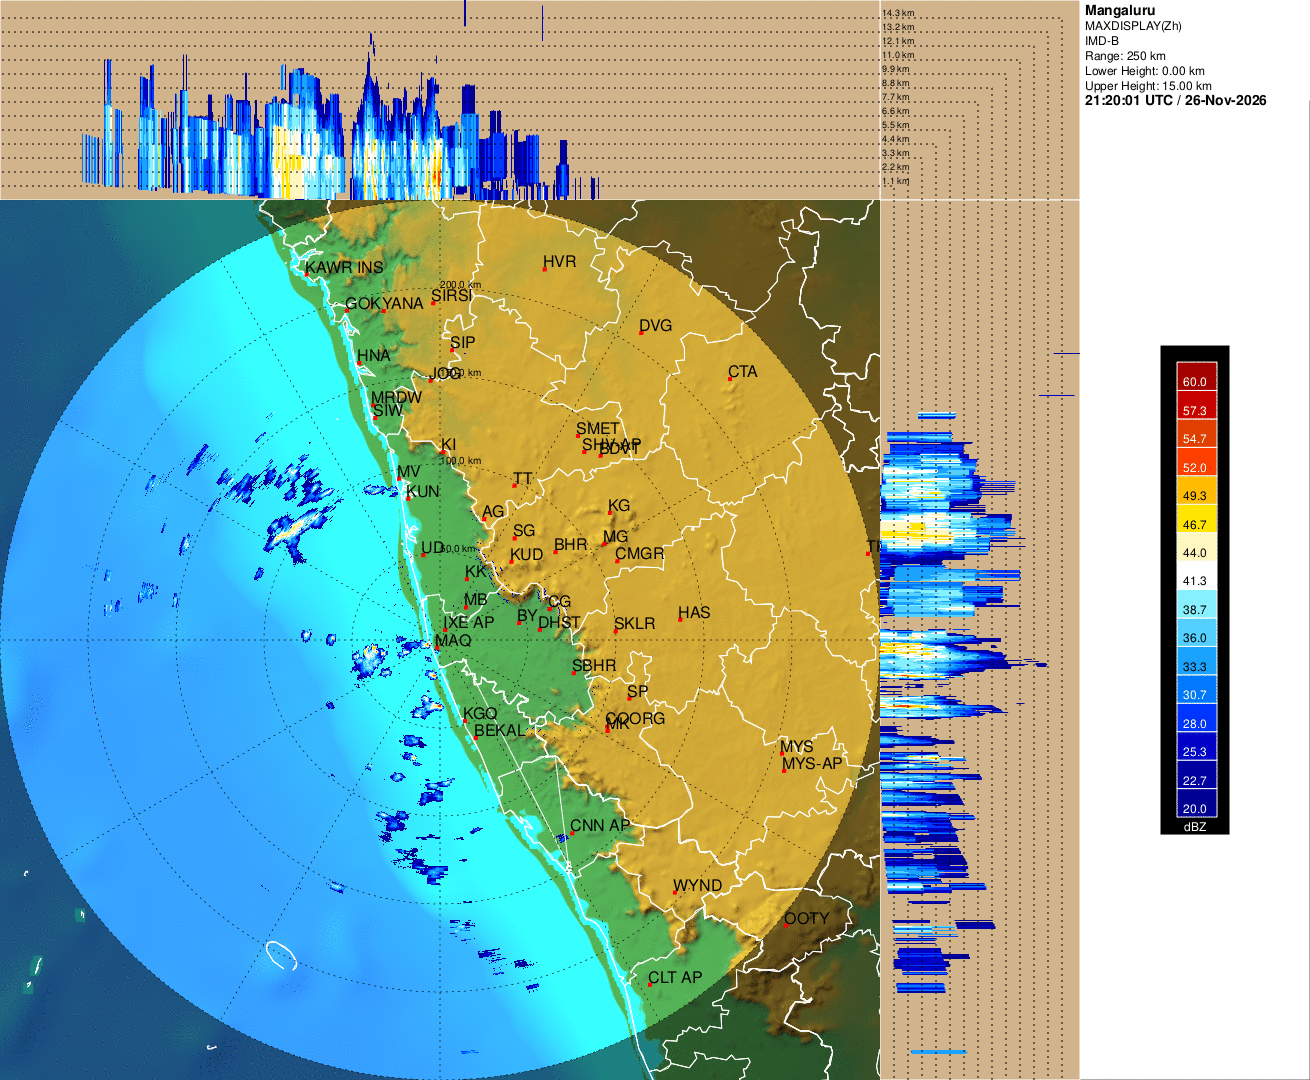 14.3 km
13.2 km
12.1 km
11.0 km
9.9 km
8.8 km
7.7 km
6.6 km
5.5 km
4.4 km
3.3 km
2.2 km
1.1 km
Mangaluru
MAXDISPLAY(Zh)
IMD-B
Range: 250 km
Lower Height: 0.00 km
Upper Height: 15.00 km
21:20:01 UTC / 26-Nov-2026
KAWR INS
HVR
200.0 km
SIRSI
GOKYANA
DVG
SIP
HNA
CTA
JOG
MRDW
SIW
SMET
SHV-AP
BDVT
KI
100.0 km
MV
TT
KUN
AG
KG
SG
MG
UD
50.0 km
BHR
KUD
CMGR
KK
MB
CG
IXE AP
BY
DHST
SKLR
HAS
MAQ
SBHR
SP
KGQ
COORG
MK
BEKAL
MYS
MYS-AP
CNN AP
WYND
OOTY
CLT AP
60.0
57.3
54.7
52.0
49.3
46.7
44.0
41.3
38.7
36.0
33.3
30.7
28.0
25.3
22.7
20.0
dBZ